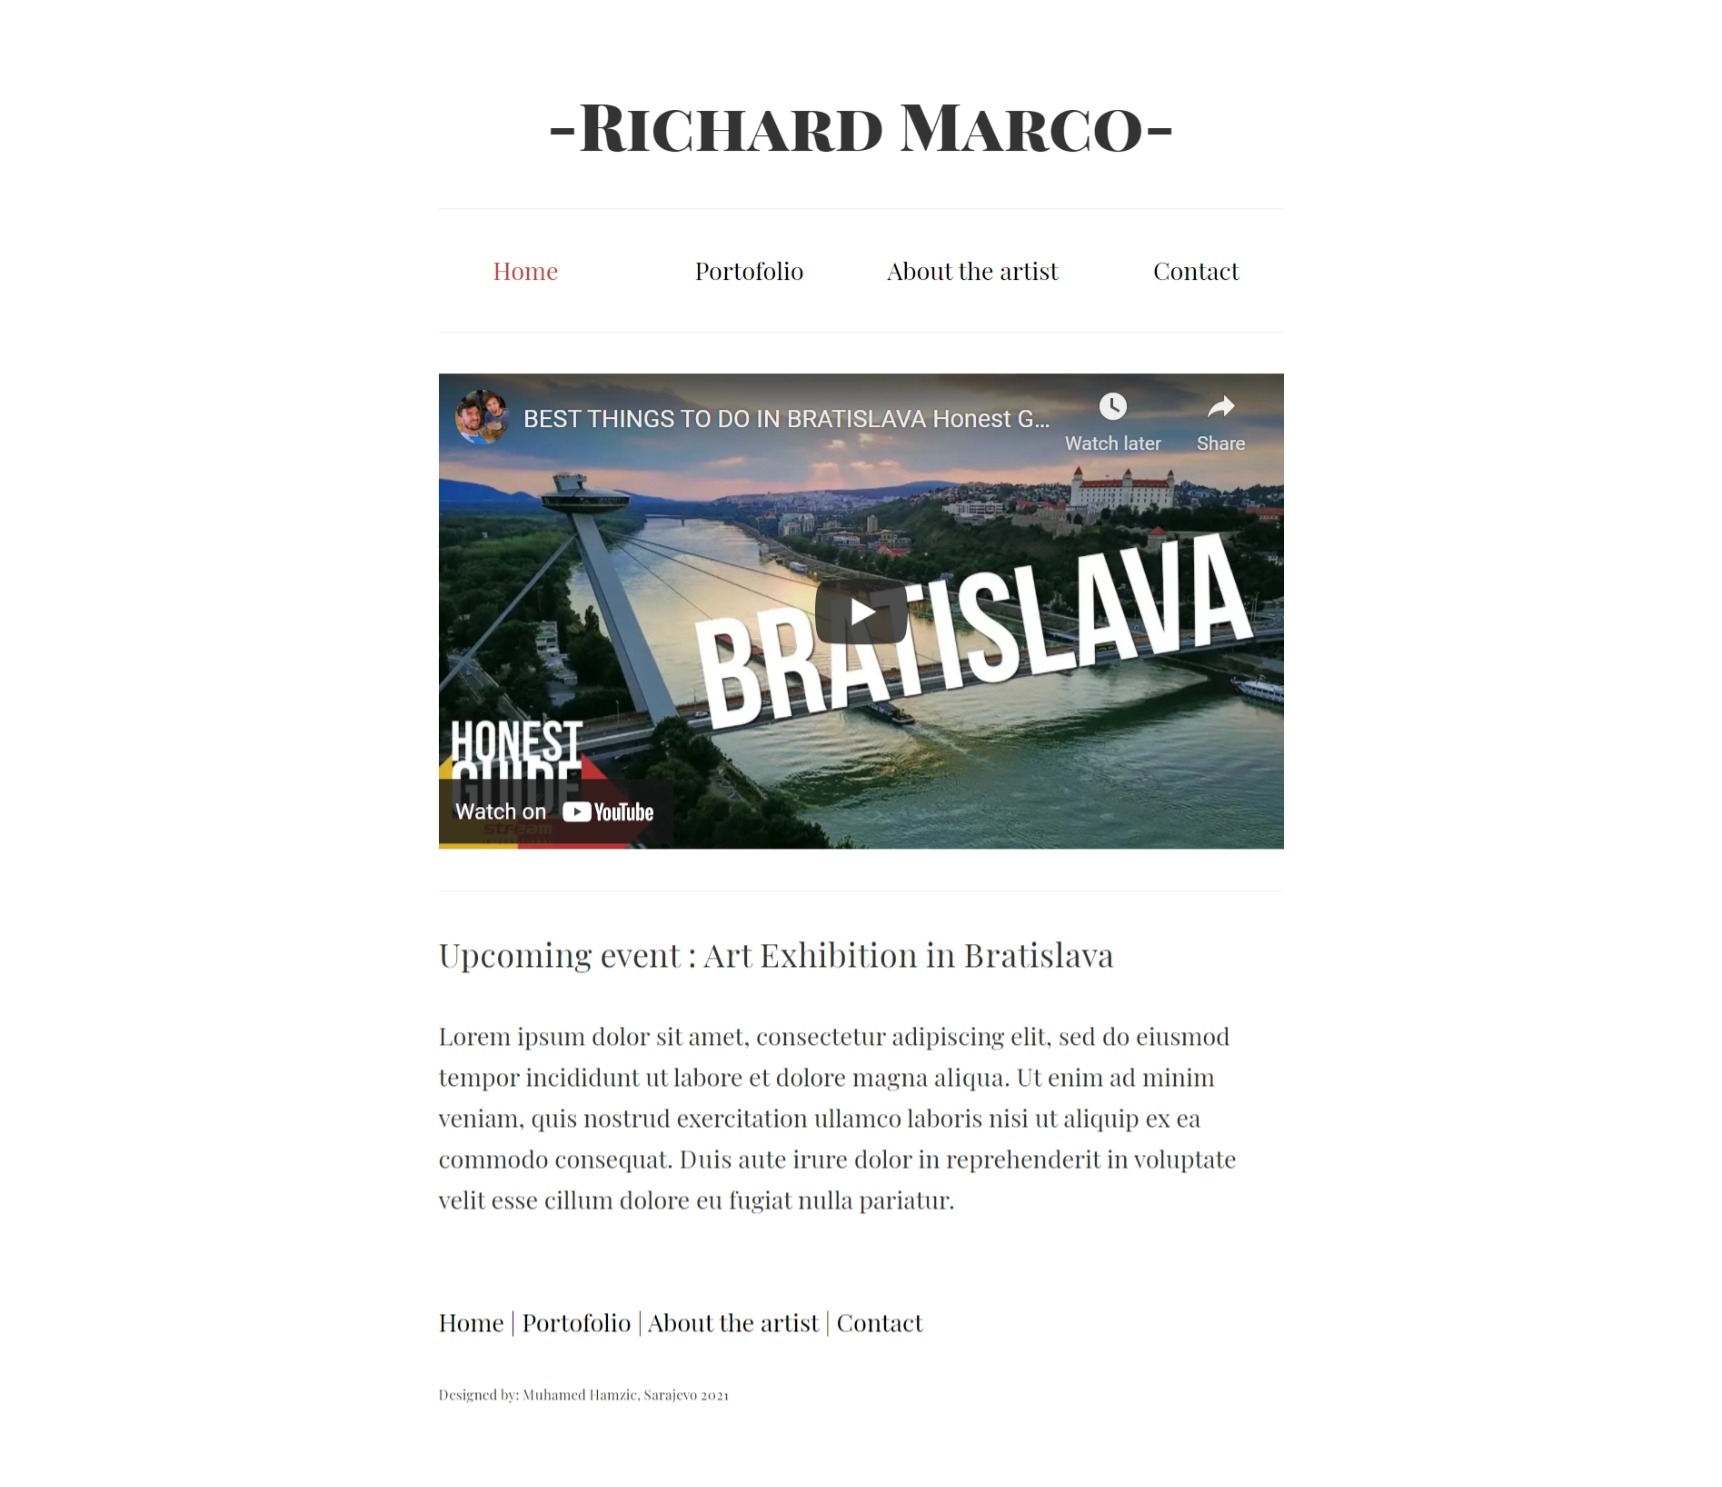 -RICHARD MARCO-
Home Portofolio About the artist Contact
BEST THINGS TO DO IN BRATISLAVA Honest G...
Watch later Share
BRATISLAVA
HONEST
GUIDE
Watch on YouTube
stream
Upcoming event : Art Exhibition in Bratislava
Lorem ipsum dolor sit amet, consectetur adipiscing elit, sed do eiusmod
tempor incididunt ut labore et dolore magna aliqua. Ut enim ad minim
veniam, quis nostrud exercitation ullamco laboris nisi ut aliquip ex ea
commodo consequat. Duis aute irure dolor in reprehenderit in voluptate
velit esse cillum dolore eu fugiat nulla pariatur.
Home | Portofolio | About the artist | Contact
Designed by: Muhamed Hamzic, Sarajevo 2021